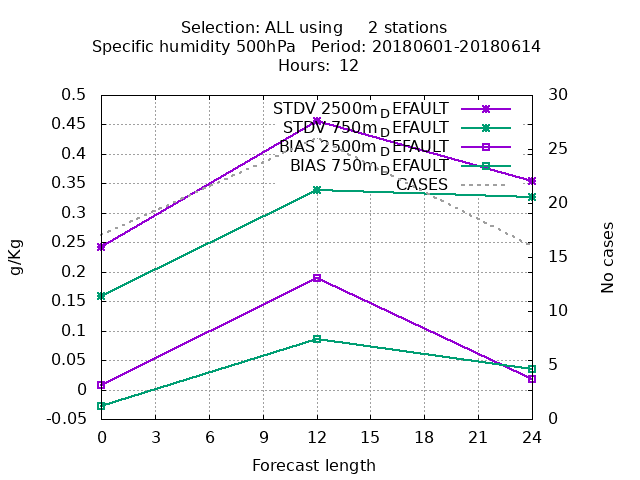 Selection: ALL using     2 stations
Specific humidity 500hPa   Period: 20180601-20180614
Hours:  12
STDV 2500m_DEFAULT
STDV 750m_DEFAULT
BIAS 2500m_DEFAULT
BIAS 750m_DEFAULT
CASES
0.5
0.45
0.4
0.35
0.3
0.25
0.2
0.15
0.1
0.05
0
-0.05
g/Kg
30
25
20
15
10
5
0
No cases
0 3 6 9 12 15 18 21 24
Forecast length